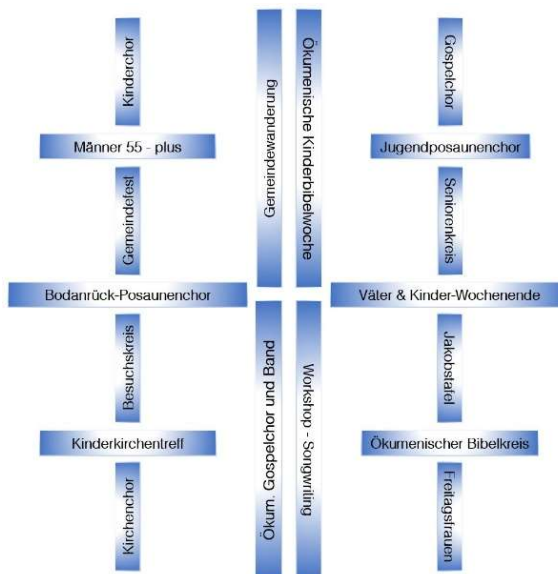 Kinderchor
Männer 55 - plus
Gemeindefest
Bodanrück-Posaunenchor
Besuchskreis
Kinderkirchentreff
Kirchenchor
Gemeindewanderung
Ökumenische Kinderbibelwoche
Ökum. Gospelchor und Band
Workshop - Songwriting
Gospelchor
Jugendposaunenchor
Seniorenkreis
Väter & Kinder-Wochenende
Jakobstafel
Ökumenischer Bibelkreis
Freitagsfrauen